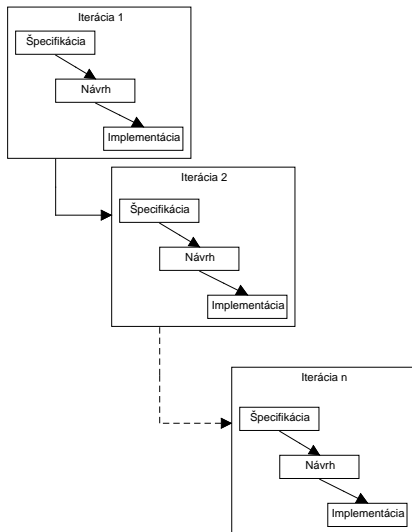 Iterácia 1
Špecifikácia
Návrh
Implementácia
Iterácia 2
Špecifikácia
Návrh
Implementácia
Iterácia n
Špecifikácia
Návrh
Implementácia